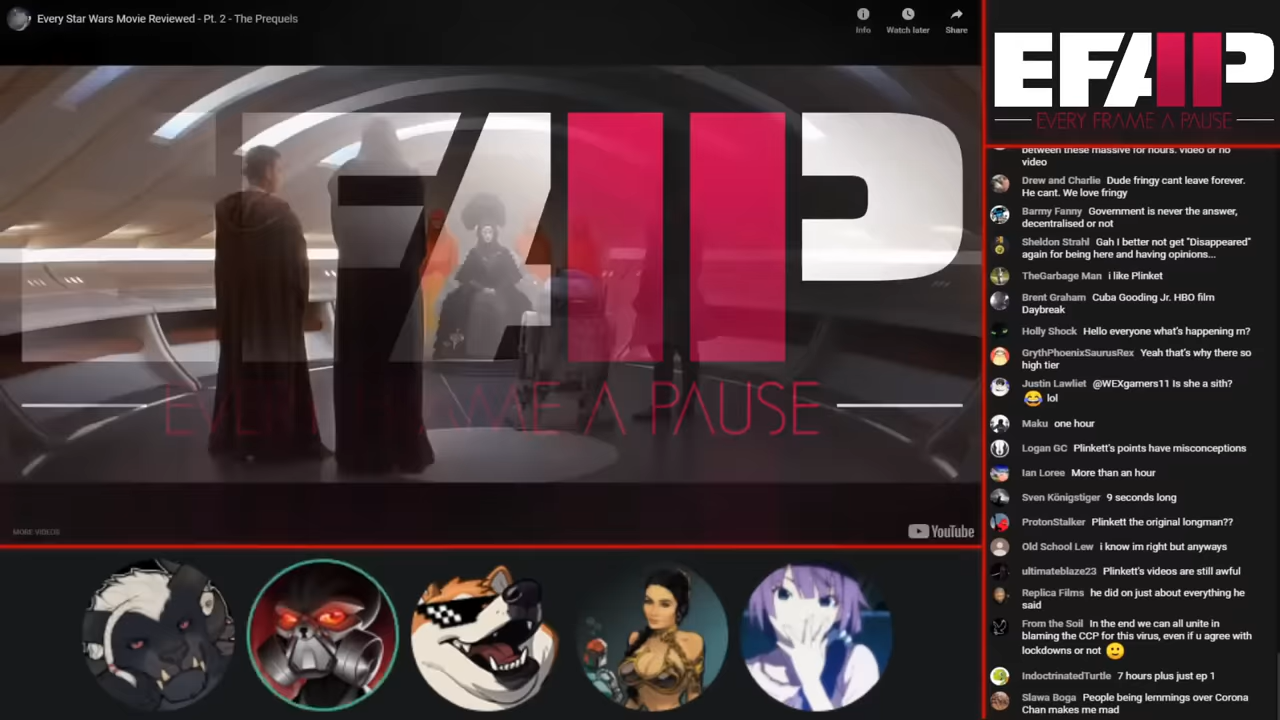 Every Star Wars Movie Reviewed - Pt. 2 - The Prequels
Info
Watch later
Share
EFAP
EVERY FRAME A PAUSE
MORE VIDEOS
YouTube
EFAP
EVERY FRAME A PAUSE
between these massive for hours. video or no
video
Drew and Charlie Dude fringy cant leave forever.
He cant. We love fringy
Barmy Fanny Government is never the answer,
decentralised or not
Sheldon Strahl Gah I better not get "Disappeared"
again for being here and having opinions...
TheGarbage Man i like Plinket
Brent Graham Cuba Gooding Jr. HBO film
Daybreak
Holly Shock Hello everyone what's happening rn?
GrythPhoenixSaurusRex Yeah that's why there so
high tier
Justin Lawliet @WEXgamers11 Is she a sith?
😂 lol
Maku one hour
Logan GC Plinkett's points have misconceptions
Ian Loree More than an hour
Sven Königstiger 9 seconds long
ProtonStalker Plinkett the original longman??
Old School Lew i know im right but anyways
ultimateblaze23 Plinkett's videos are still awful
Replica Films he did on just about everything he
said
From the Soil In the end we can all unite in
blaming the CCP for this virus, even if u agree with
lockdowns or not 🙂
IndoctrinatedTurtle 7 hours plus just ep 1
Slawa Boga People being lemmings over Corona
Chan makes me mad